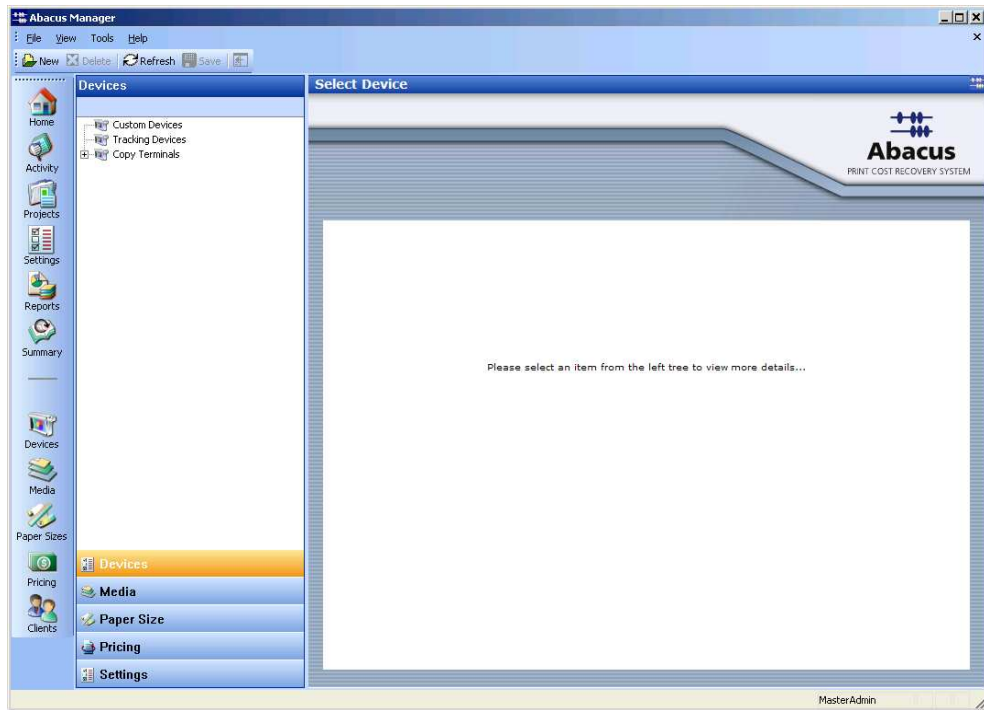 Abacus Manager
File View Tools Help
New Delete Refresh Save
Devices
Select Device
Home
Activity
Projects
Settings
Reports
Summary
Devices
Media
Paper Sizes
Pricing
Clients
Custom Devices
Tracking Devices
Copy Terminals
Devices
Media
Paper Size
Pricing
Settings
Abacus
PRINT COST RECOVERY SYSTEM
Please select an item from the left tree to view more details...
MasterAdmin